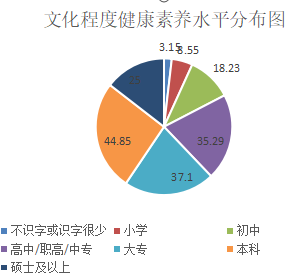 文化程度健康素养水平分布图
3.15
8.55
18.23
35.29
37.1
44.85
不识字或识字很少 小学 初中
高中/职高/中专 大专 本科
硕士及以上